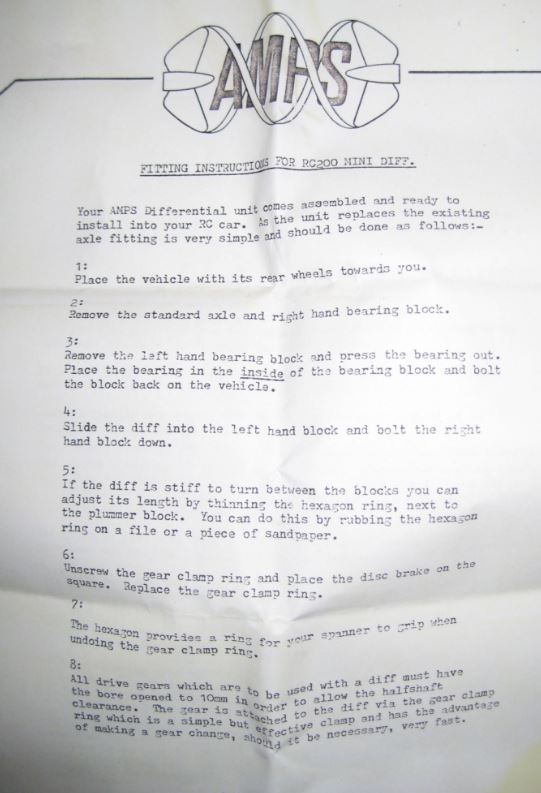 AMPS
FITTING INSTRUCTIONS FOR RC200 MINI DIFF.
Your AMPS Differential unit comes assembled and ready to
install into your RC car. As the unit replaces the existing
axle fitting is very simple and should be done as follows:-
1:
Place the vehicle with its rear wheels towards you.
2:
Remove the standard axle and right hand bearing block.
3:
Remove the left hand bearing block and press the bearing out.
Place the bearing in the inside of the bearing block and bolt
the block back on the vehicle.
4:
Slide the diff into the left hand block and bolt the right
hand block down.
5:
If the diff is stiff to turn between the blocks you can
adjust its length by thinning the hexagon ring, next to
the plummer block. You can do this by rubbing the hexagon
ring on a file or a piece of sandpaper.
6:
Unscrew the gear clamp ring and place the disc brake on the
square. Replace the gear clamp ring.
7:
The hexagon provides a ring for your spanner to grip when
undoing the gear clamp ring.
8:
All drive gears which are to be used with a diff must have
the bore opened to 10mm in order to allow the halfshaft
clearance. The gear is attached to the diff via the gear clamp
ring which is a simple but effective clamp and has the advantage
of making a gear change, should it be necessary, very fast.